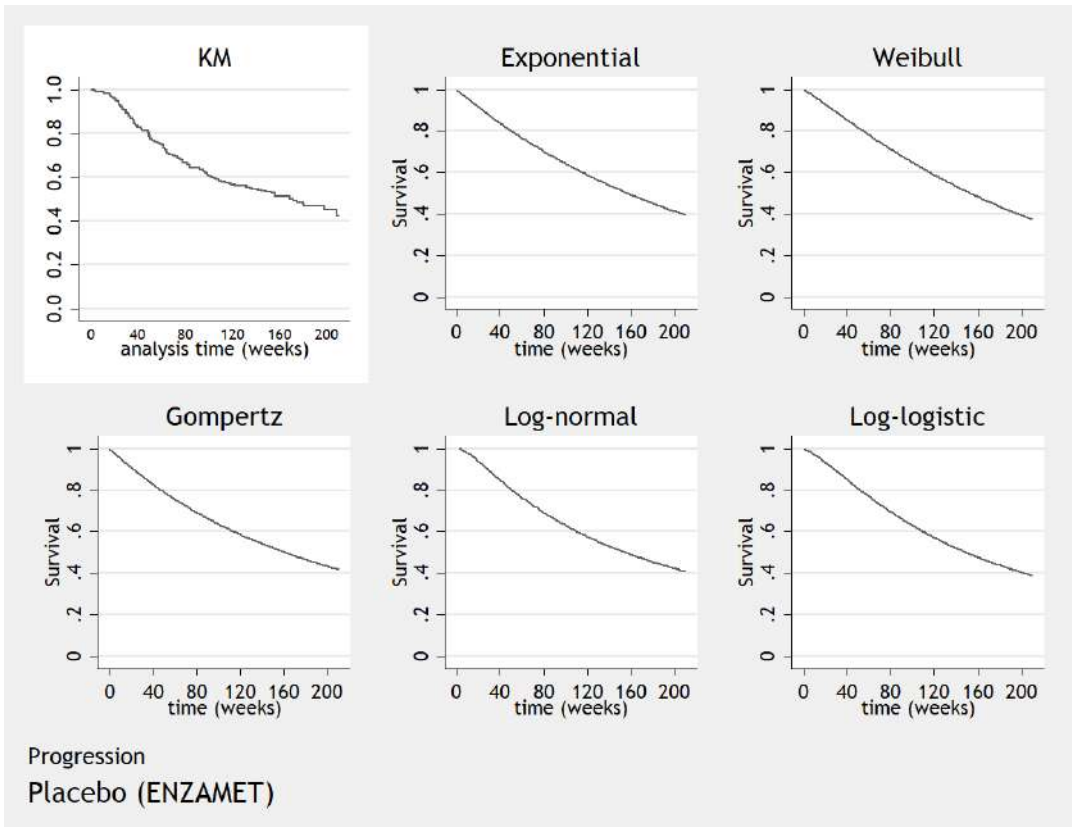 KM
1.0
0.8
0.6
0.4
0.2
0.0
0 40 80 120 160 200
analysis time (weeks)
Exponential
Survival
1
.8
.6
.4
.2
0
0 40 80 120 160 200
time (weeks)
Weibull
Survival
1
.8
.6
.4
.2
0
0 40 80 120 160 200
time (weeks)
Gompertz
Survival
1
.8
.6
.4
.2
0
0 40 80 120 160 200
time (weeks)
Log-normal
Survival
1
.8
.6
.4
.2
0
0 40 80 120 160 200
time (weeks)
Log-logistic
Survival
1
.8
.6
.4
.2
0
0 40 80 120 160 200
time (weeks)
Progression
Placebo (ENZAMET)